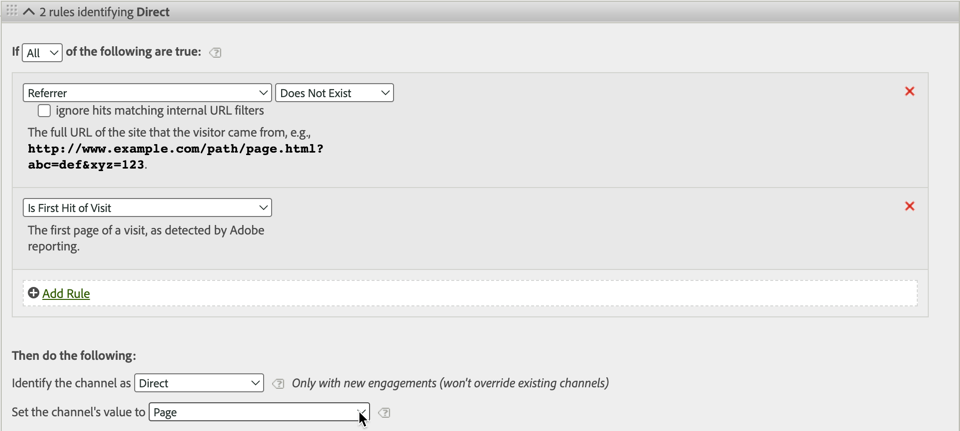 2 rules identifying Direct
If All of the following are true:
Referrer Does Not Exist
ignore hits matching internal URL filters
The full URL of the site that the visitor came from, e.g.,
http://www.example.com/path/page.html?
abc=def&xyz=123.
Is First Hit of Visit
The first page of a visit, as detected by Adobe
reporting.
Add Rule
Then do the following:
Identify the channel as Direct Only with new engagements (won't override existing channels)
Set the channel's value to Page